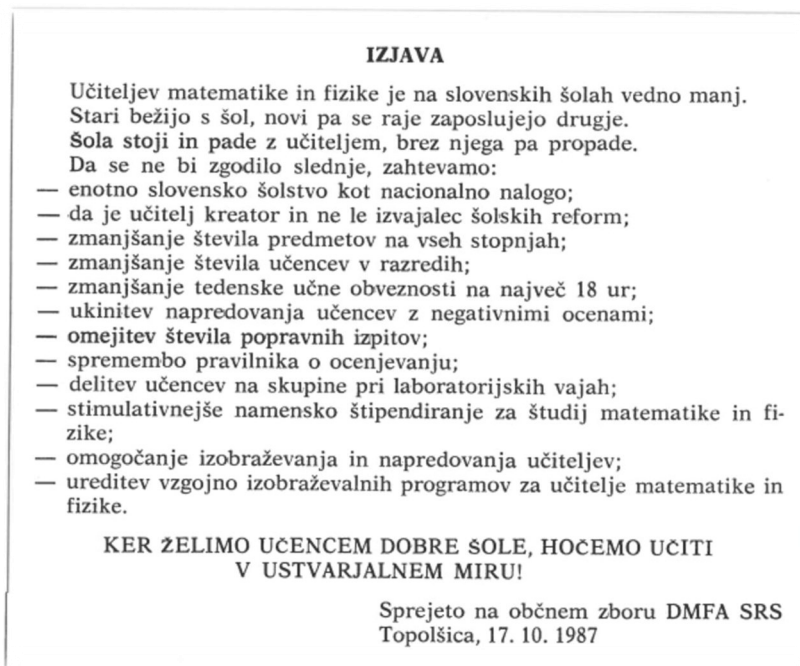 IZJAVA
Učiteljev matematike in fizike je na slovenskih šolah vedno manj.
Stari bežijo s šol, novi pa se raje zaposlujejo drugje.
Šola stoji in pade z učiteljem, brez njega pa propade.
Da se ne bi zgodilo slednje, zahtevamo:
— enotno slovensko šolstvo kot nacionalno nalogo;
— da je učitelj kreator in ne le izvajalec šolskih reform;
— zmanjšanje števila predmetov na vseh stopnjah;
— zmanjšanje števila učencev v razredih;
— zmanjšanje tedenske učne obveznosti na največ 18 ur;
— ukinitev napredovanja učencev z negativnimi ocenami;
— omejitev števila popravnih izpitov;
— spremembo pravilnika o ocenjevanju;
— delitev učencev na skupine pri laboratorijskih vajah;
— stimulativnejše namensko štipendiranje za študij matematike in fi-
zike;
— omogočanje izobraževanja in napredovanja učiteljev;
— ureditev vzgojno izobraževalnih programov za učitelje matematike in
fizike.
KER ŽELIMO UČENCEM DOBRE ŠOLE, HOČEMO UČITI
V USTVARJALNEM MIRU!
Sprejeto na občnem zboru DMFA SRS
Topolšica, 17. 10. 1987